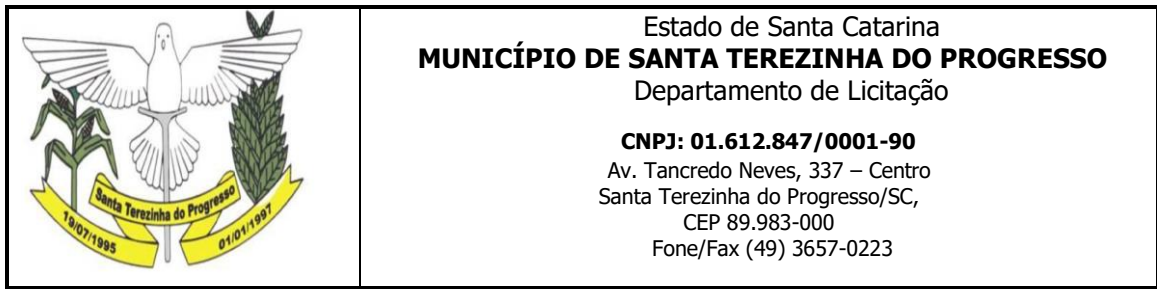 Santa Terezinha do Progresso
19/07/1995
01/01/1997
Estado de Santa Catarina
MUNICÍPIO DE SANTA TEREZINHA DO PROGRESSO
Departamento de Licitação
CNPJ: 01.612.847/0001-90
Av. Tancredo Neves, 337 – Centro
Santa Terezinha do Progresso/SC,
CEP 89.983-000
Fone/Fax (49) 3657-0223